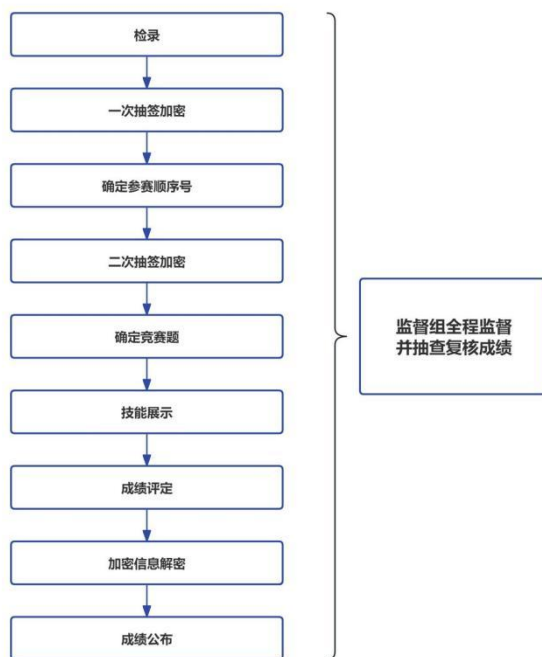 检录
一次抽签加密
确定参赛顺序号
二次抽签加密
确定竞赛题
技能展示
成绩评定
加密信息解密
成绩公布
监督组全程监督
并抽查复核成绩